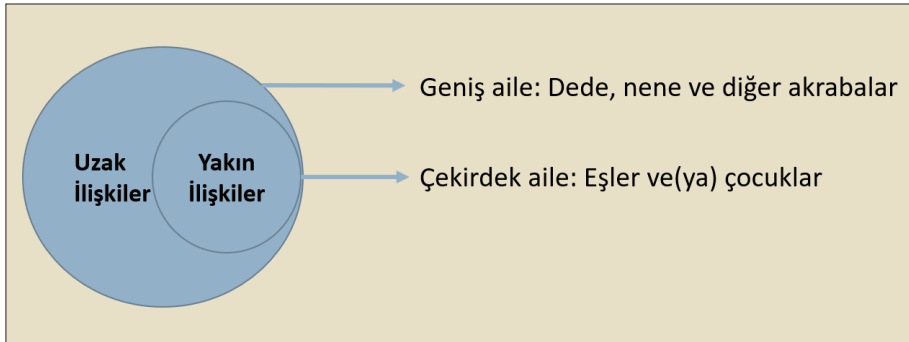 Geniş aile: Dede, nene ve diğer akrabalar
Uzak
İlişkiler
Yakın
İlişkiler
Çekirdek aile: Eşler ve(ya) çocuklar